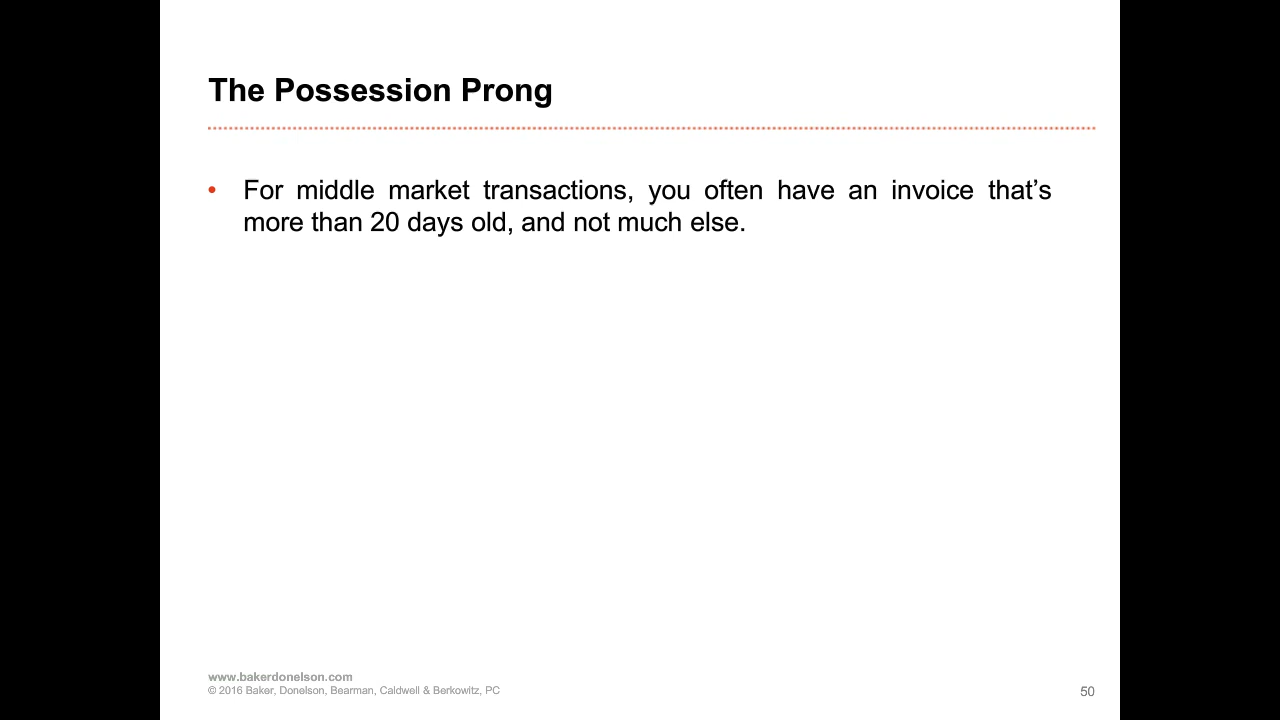 The Possession Prong
• For middle market transactions, you often have an invoice that’s
more than 20 days old, and not much else.
www.bakerdonelson.com
© 2016 Baker, Donelson, Bearman, Caldwell & Berkowitz, PC
50